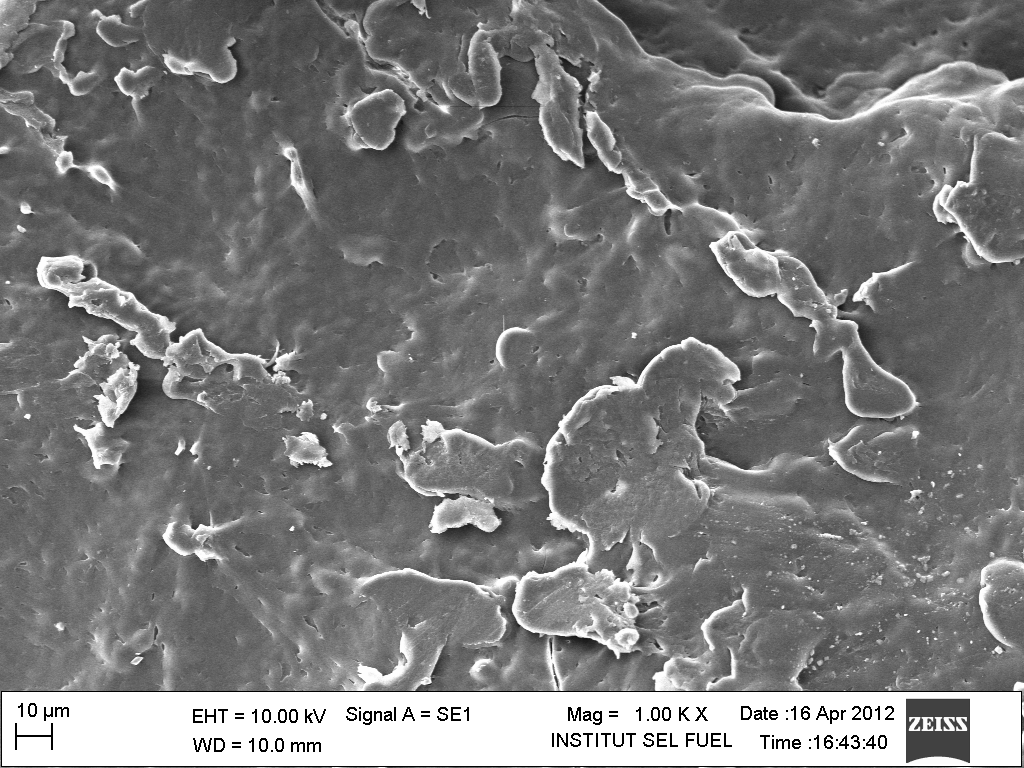 10 µm
EHT = 10.00 kV Signal A = SE1 Mag = 1.00 K X Date :16 Apr 2012
WD = 10.0 mm INSTITUT SEL FUEL Time :16:43:40
ZEISS